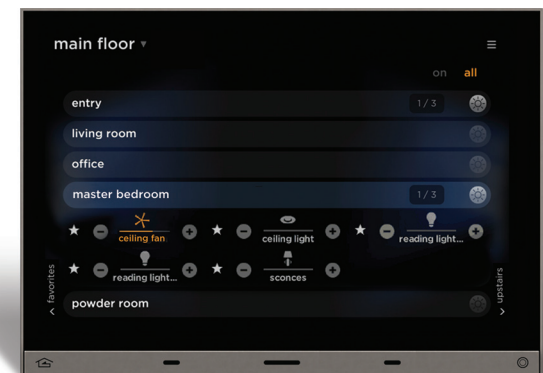 main floor
on all
entry 1/3
living room
office
master bedroom 1/3
ceiling fan ceiling light reading light...
reading light... sconces
favorites
upstairs
powder room